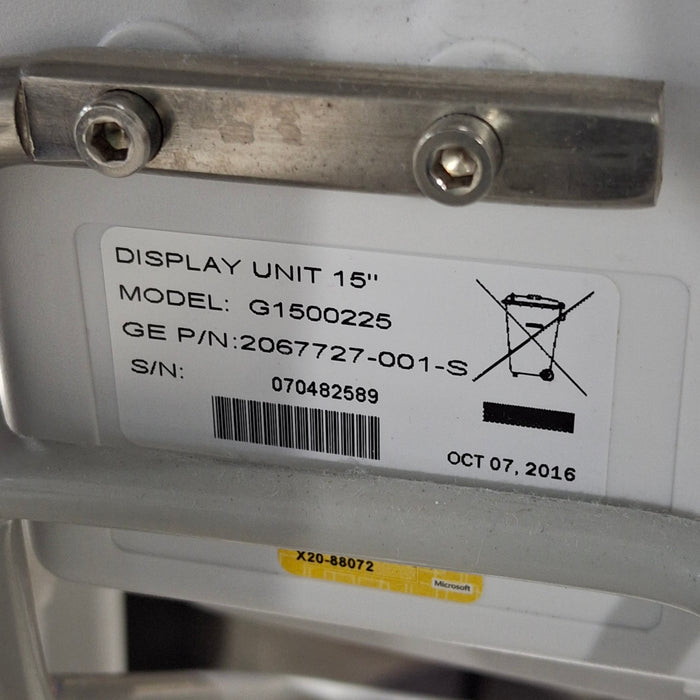 DISPLAY UNIT 15"
MODEL: G1500225
GE P/N:2067727-001-S
S/N:
070482589
OCT 07, 2016
X20-88072
Microsoft